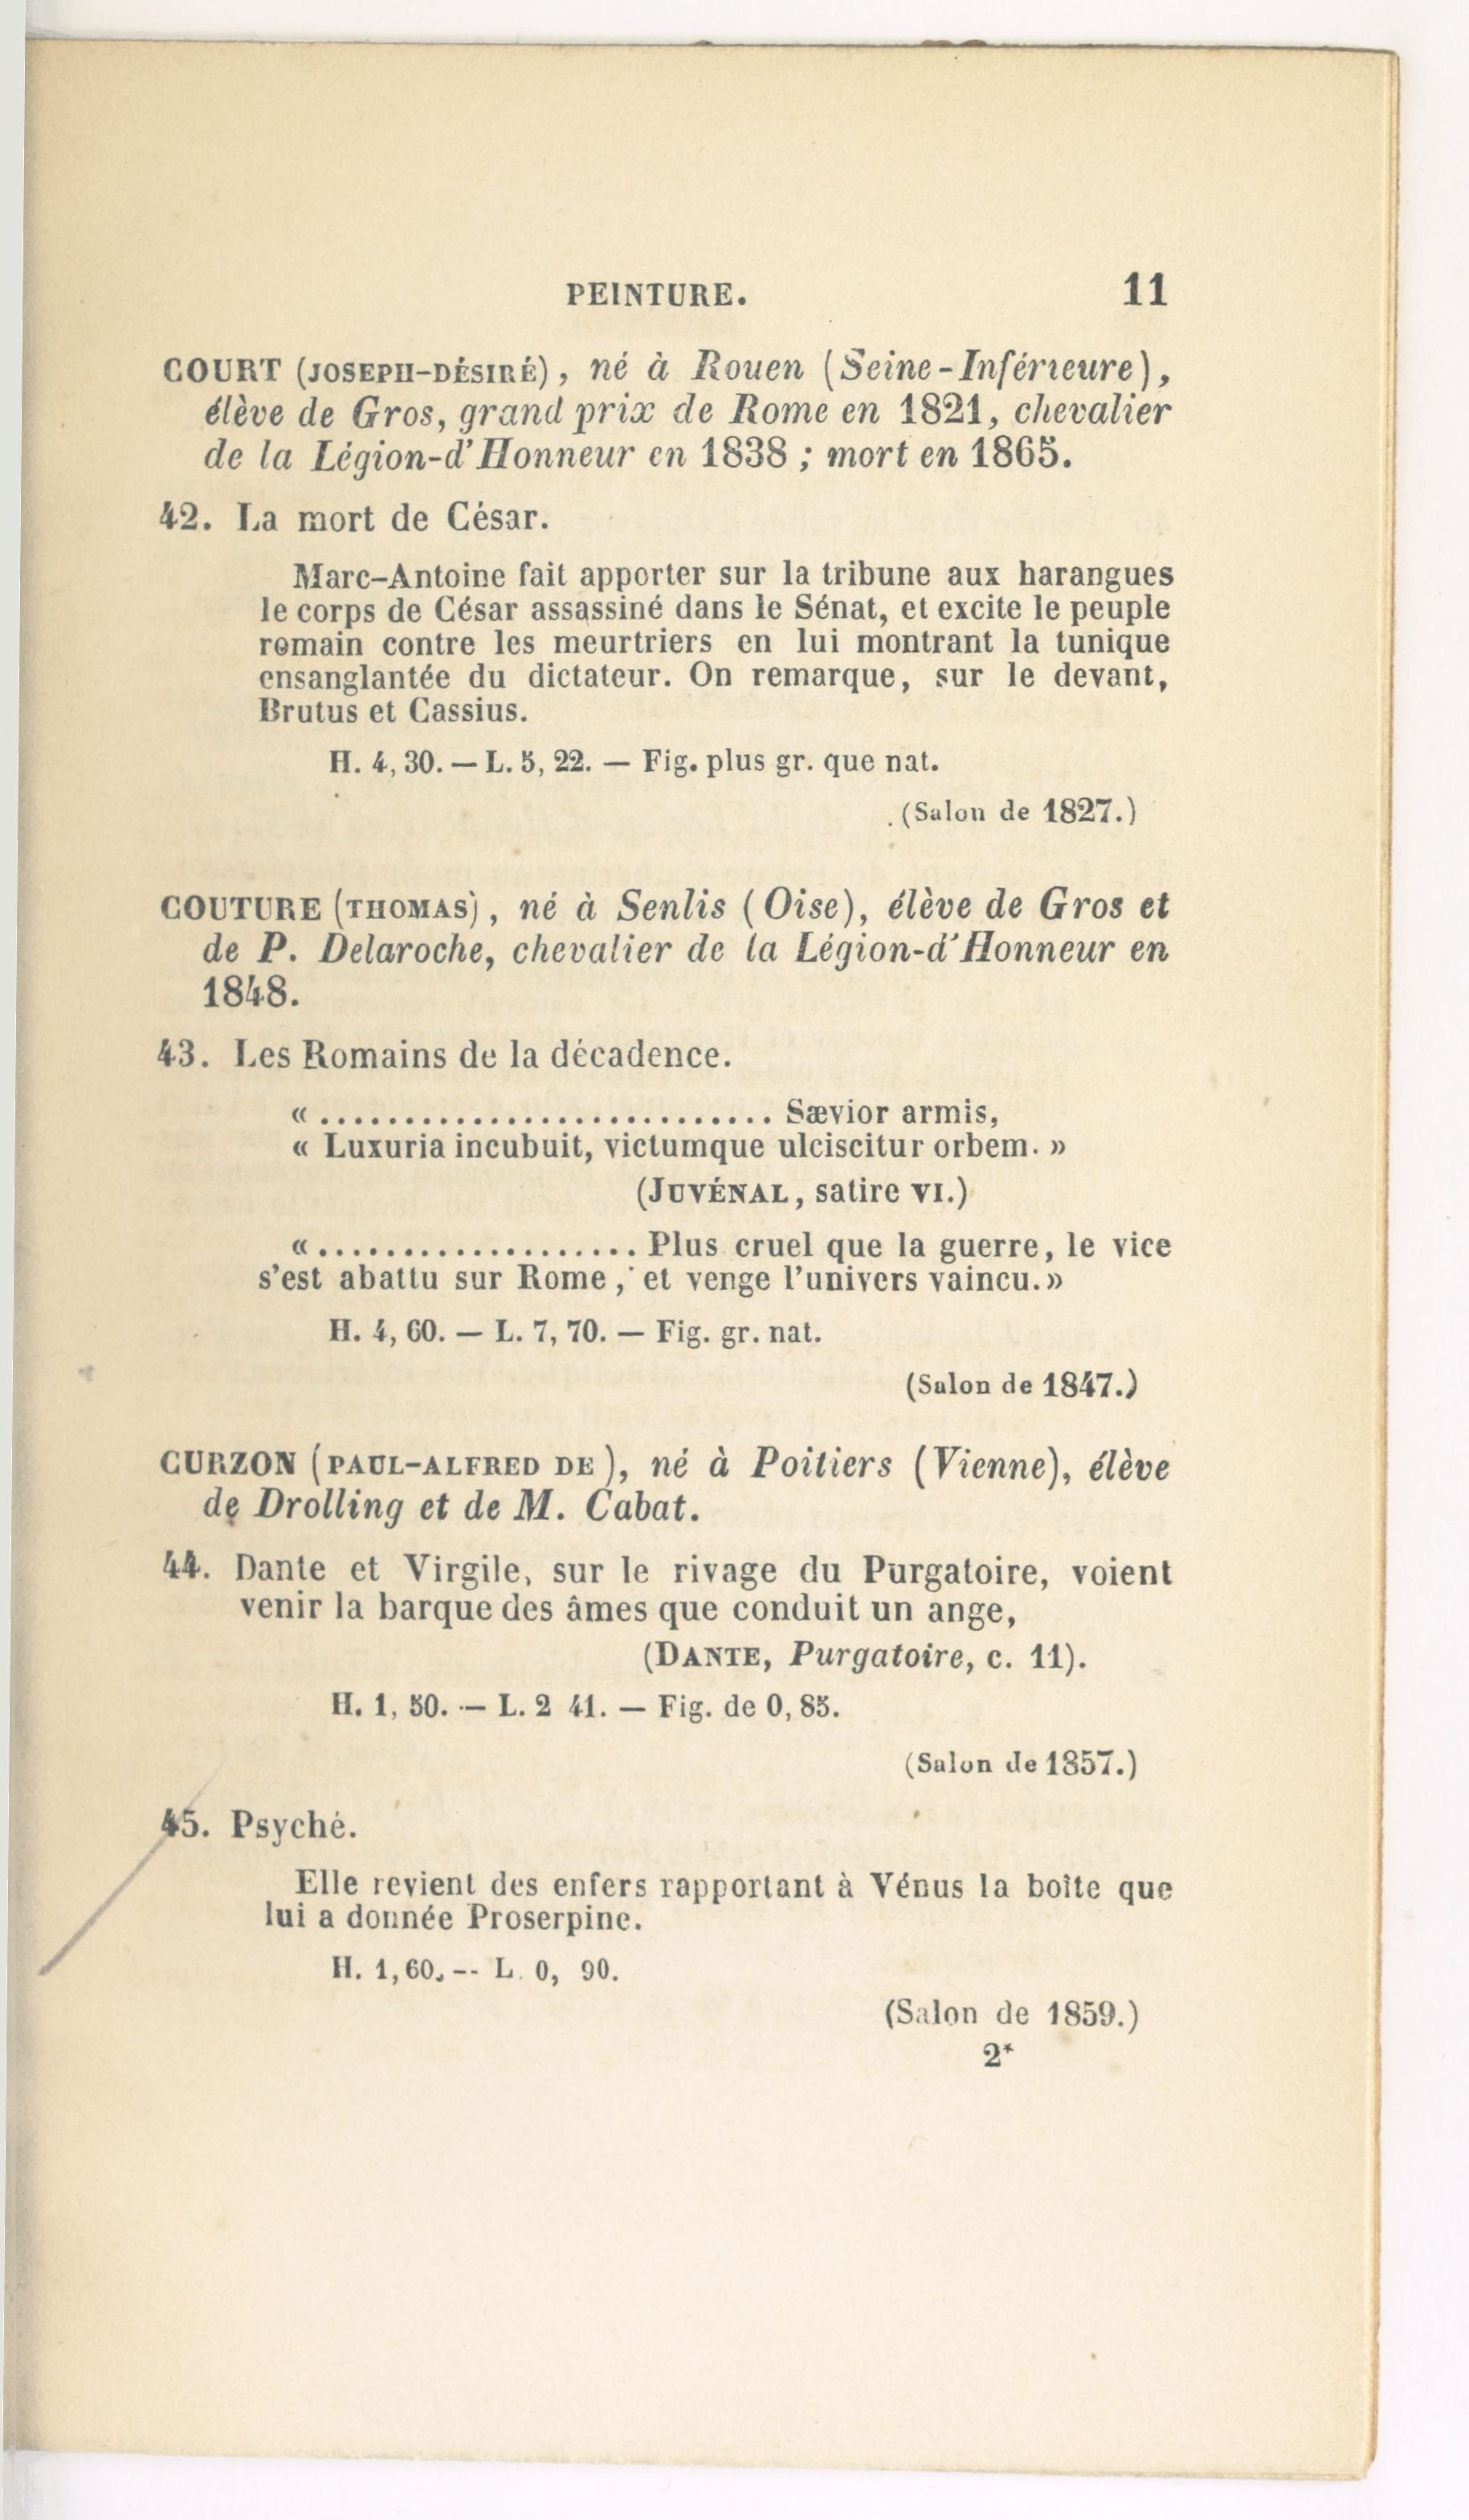 PEINTURE. 11
COURT (JOSEPH-DÉSIRÉ), né à Rouen (Seine-Inférieure),
élève de Gros, grand prix de Rome en 1821, chevalier
de la Légion-d'Honneur en 1838 ; mort en 1865.
42. La mort de César.
Marc-Antoine fait apporter sur la tribune aux harangues
le corps de César assassiné dans le Sénat, et excite le peuple
romain contre les meurtriers en lui montrant la tunique
ensanglantée du dictateur. On remarque, sur le devant,
Brutus et Cassius.
H. 4, 30. — L. 5, 22. — Fig. plus gr. que nat.
(Salon de 1827.)
COUTURE (THOMAS), né à Senlis (Oise), élève de Gros et
de P. Delaroche, chevalier de la Légion-d'Honneur en
1848.
43. Les Romains de la décadence.
« ........................... Sævior armis,
« Luxuria incubuit, victumque ulciscitur orbem. »
(JUVÉNAL, satire VI.)
« ................... Plus cruel que la guerre, le vice
s'est abattu sur Rome, et venge l'univers vaincu. »
H. 4, 60. — L. 7, 70. — Fig. gr. nat.
(Salon de 1847.)
CURZON (PAUL-ALFRED DE), né à Poitiers (Vienne), élève
de Drolling et de M. Cabat.
44. Dante et Virgile, sur le rivage du Purgatoire, voient
venir la barque des âmes que conduit un ange,
(DANTE, Purgatoire, c. 11).
H. 1, 50. — L. 2 41. — Fig. de 0, 85.
(Salon de 1857.)
45. Psyché.
Elle revient des enfers rapportant à Vénus la boîte que
lui a donnée Proserpine.
H. 1, 60. -- L. 0, 90.
(Salon de 1859.)
2*